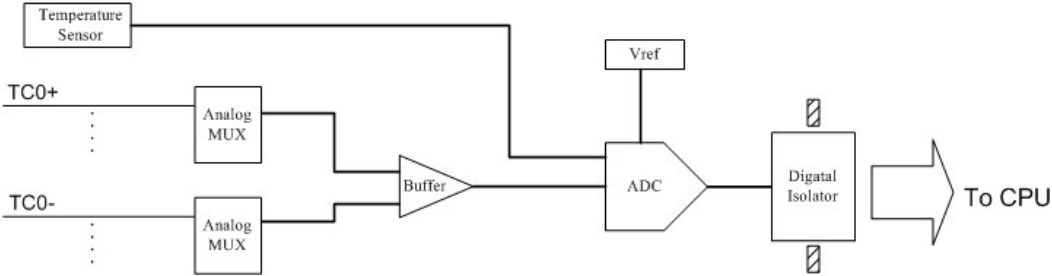 Temperature
Sensor
Vref
TC0+
Analog
MUX
Buffer
ADC
Digatal
Isolator
To CPU
TC0-
Analog
MUX